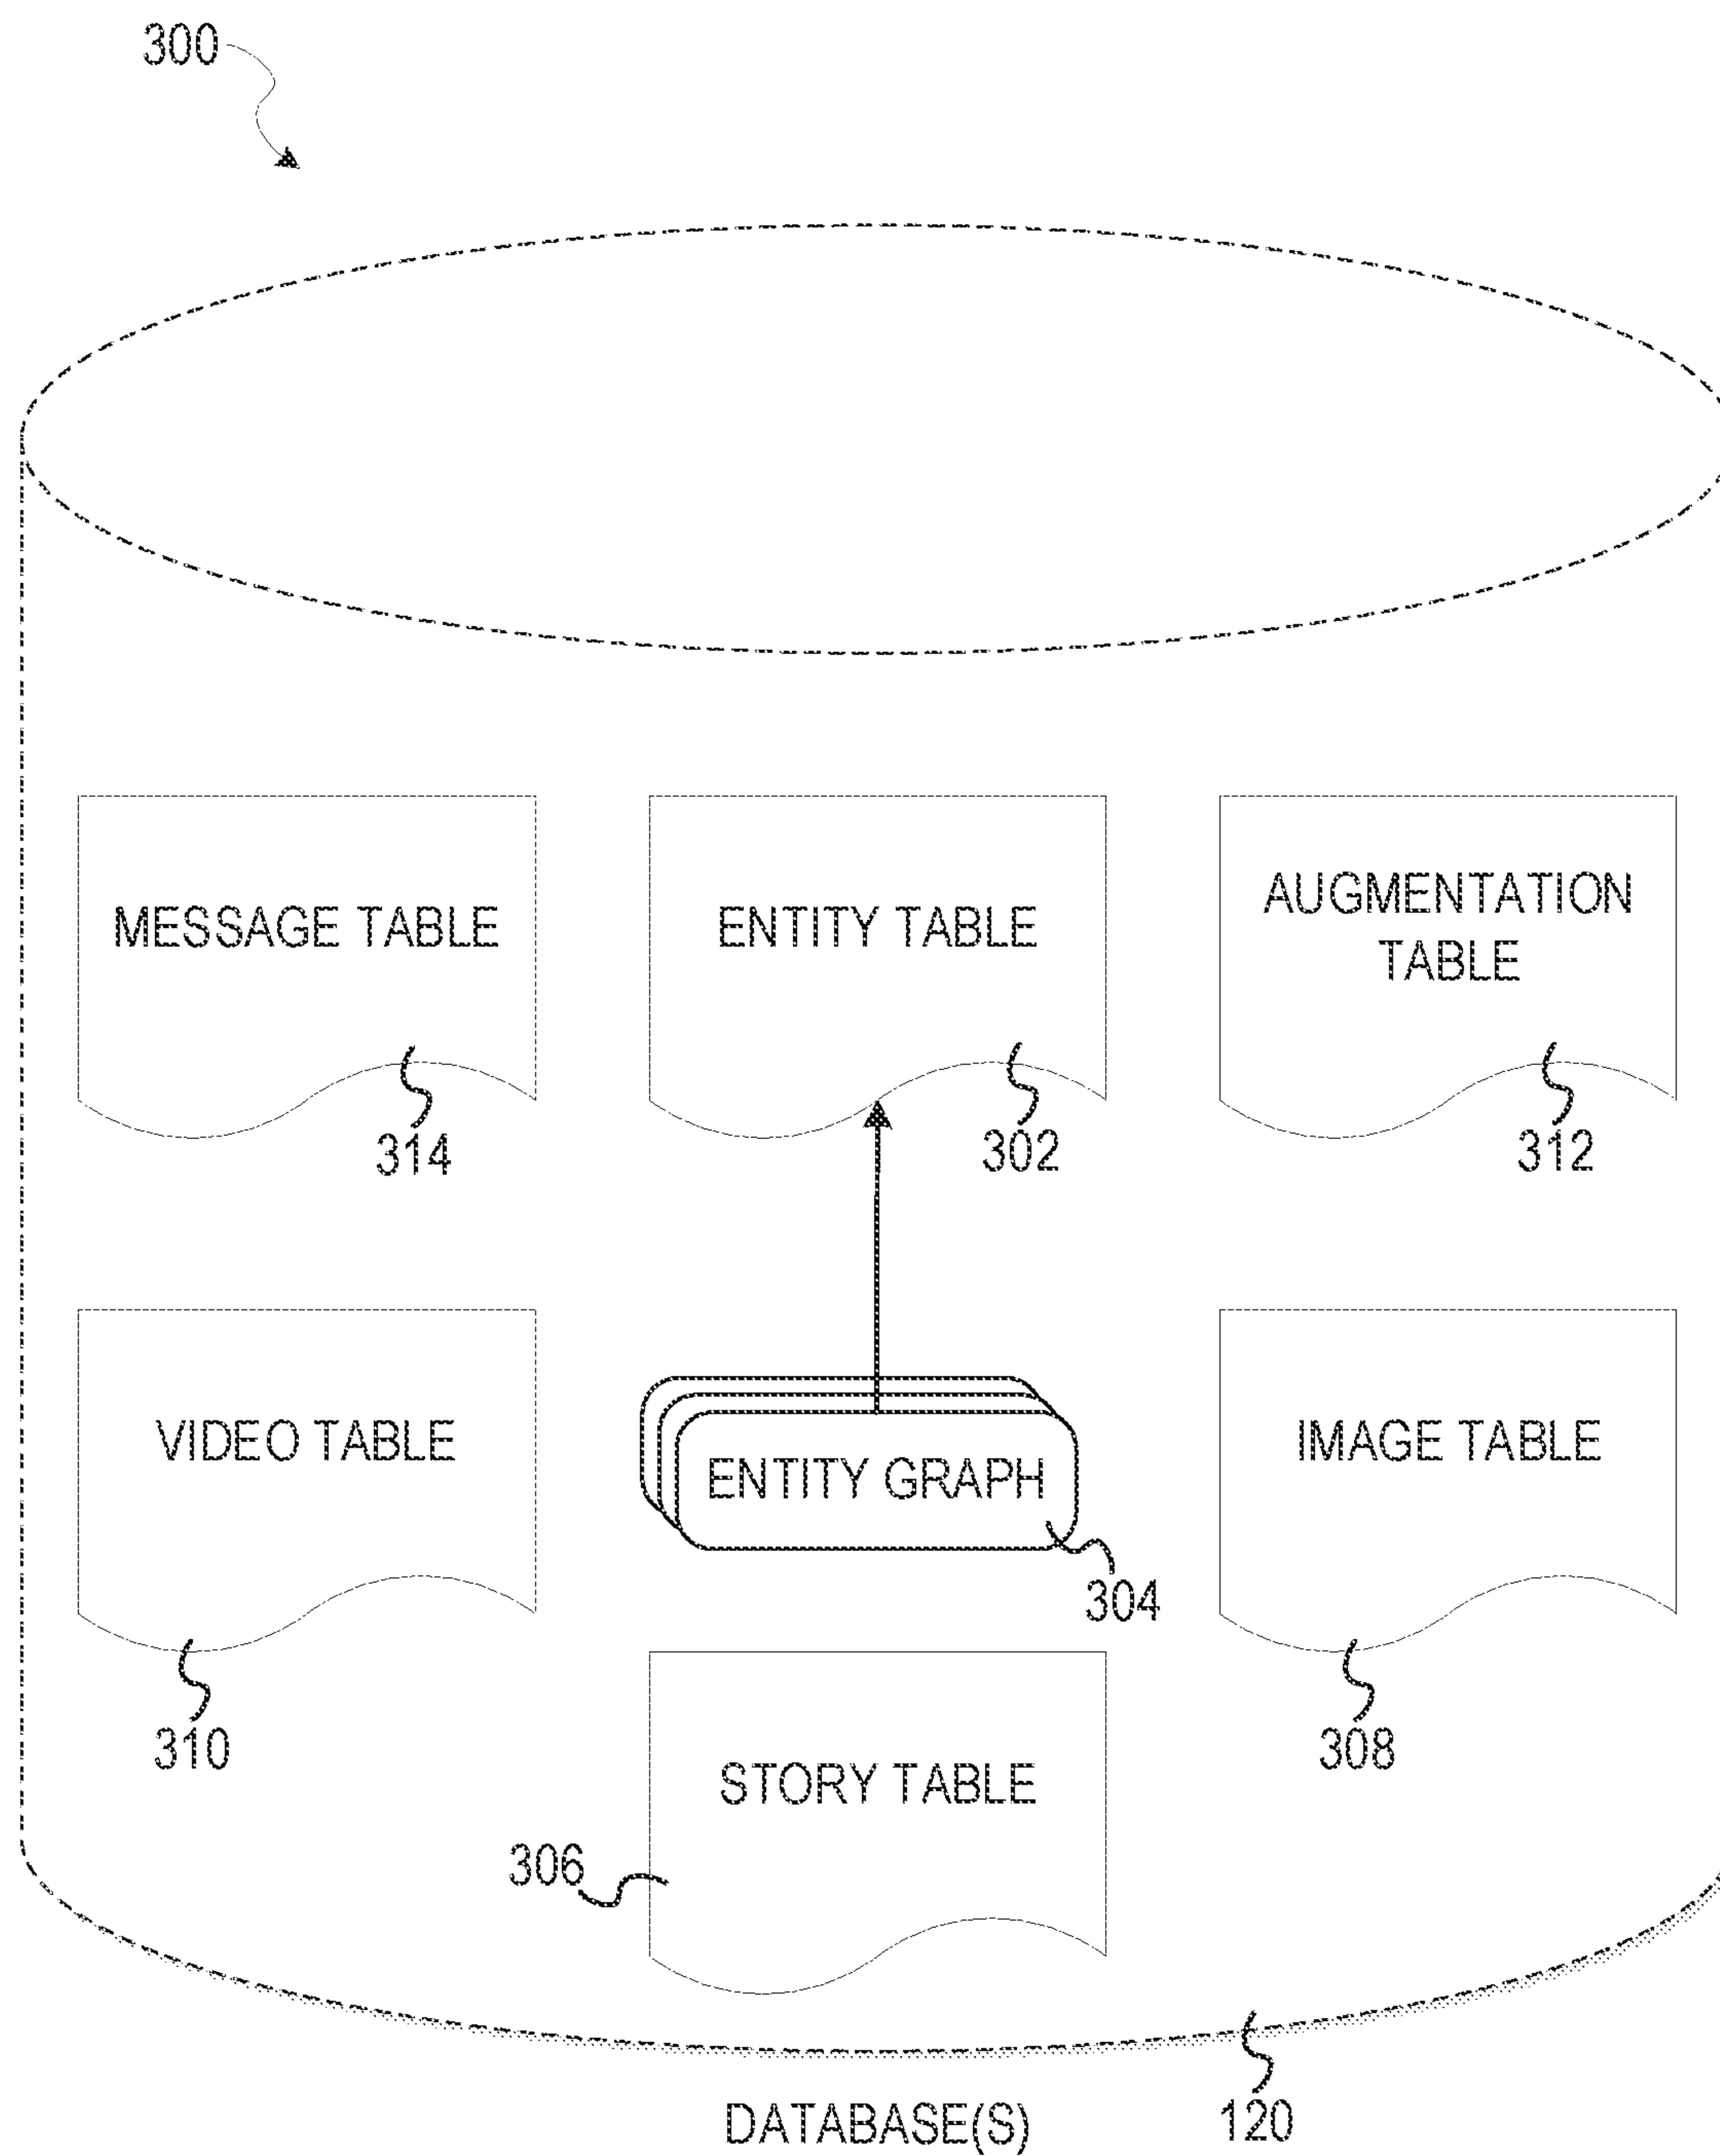 300
MESSAGE TABLE
ENTITY TABLE
AUGMENTATION
TABLE
314
302
312
VIDEO TABLE
ENTITY GRAPH
IMAGE TABLE
304
310
308
STORY TABLE
306
DATABASE(S)
120